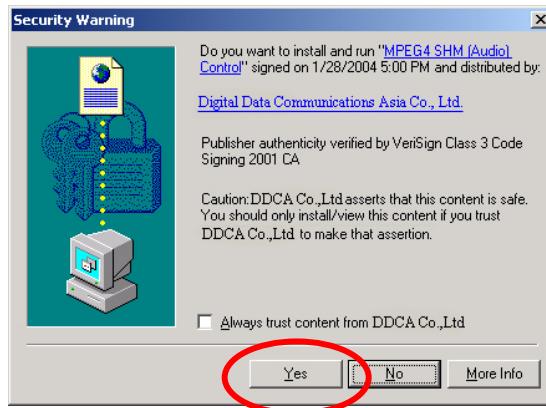 Security Warning
Do you want to install and run "MPEG4 SHM (Audio)
Control" signed on 1/28/2004 5:00 PM and distributed by:
Digital Data Communications Asia Co., Ltd.
Publisher authenticity verified by VeriSign Class 3 Code
Signing 2001 CA
Caution:DDCA Co.,Ltd asserts that this content is safe.
You should only install/view this content if you trust
DDCA Co.,Ltd to make that assertion.
Always trust content from DDCA Co.,Ltd
Yes No More Info